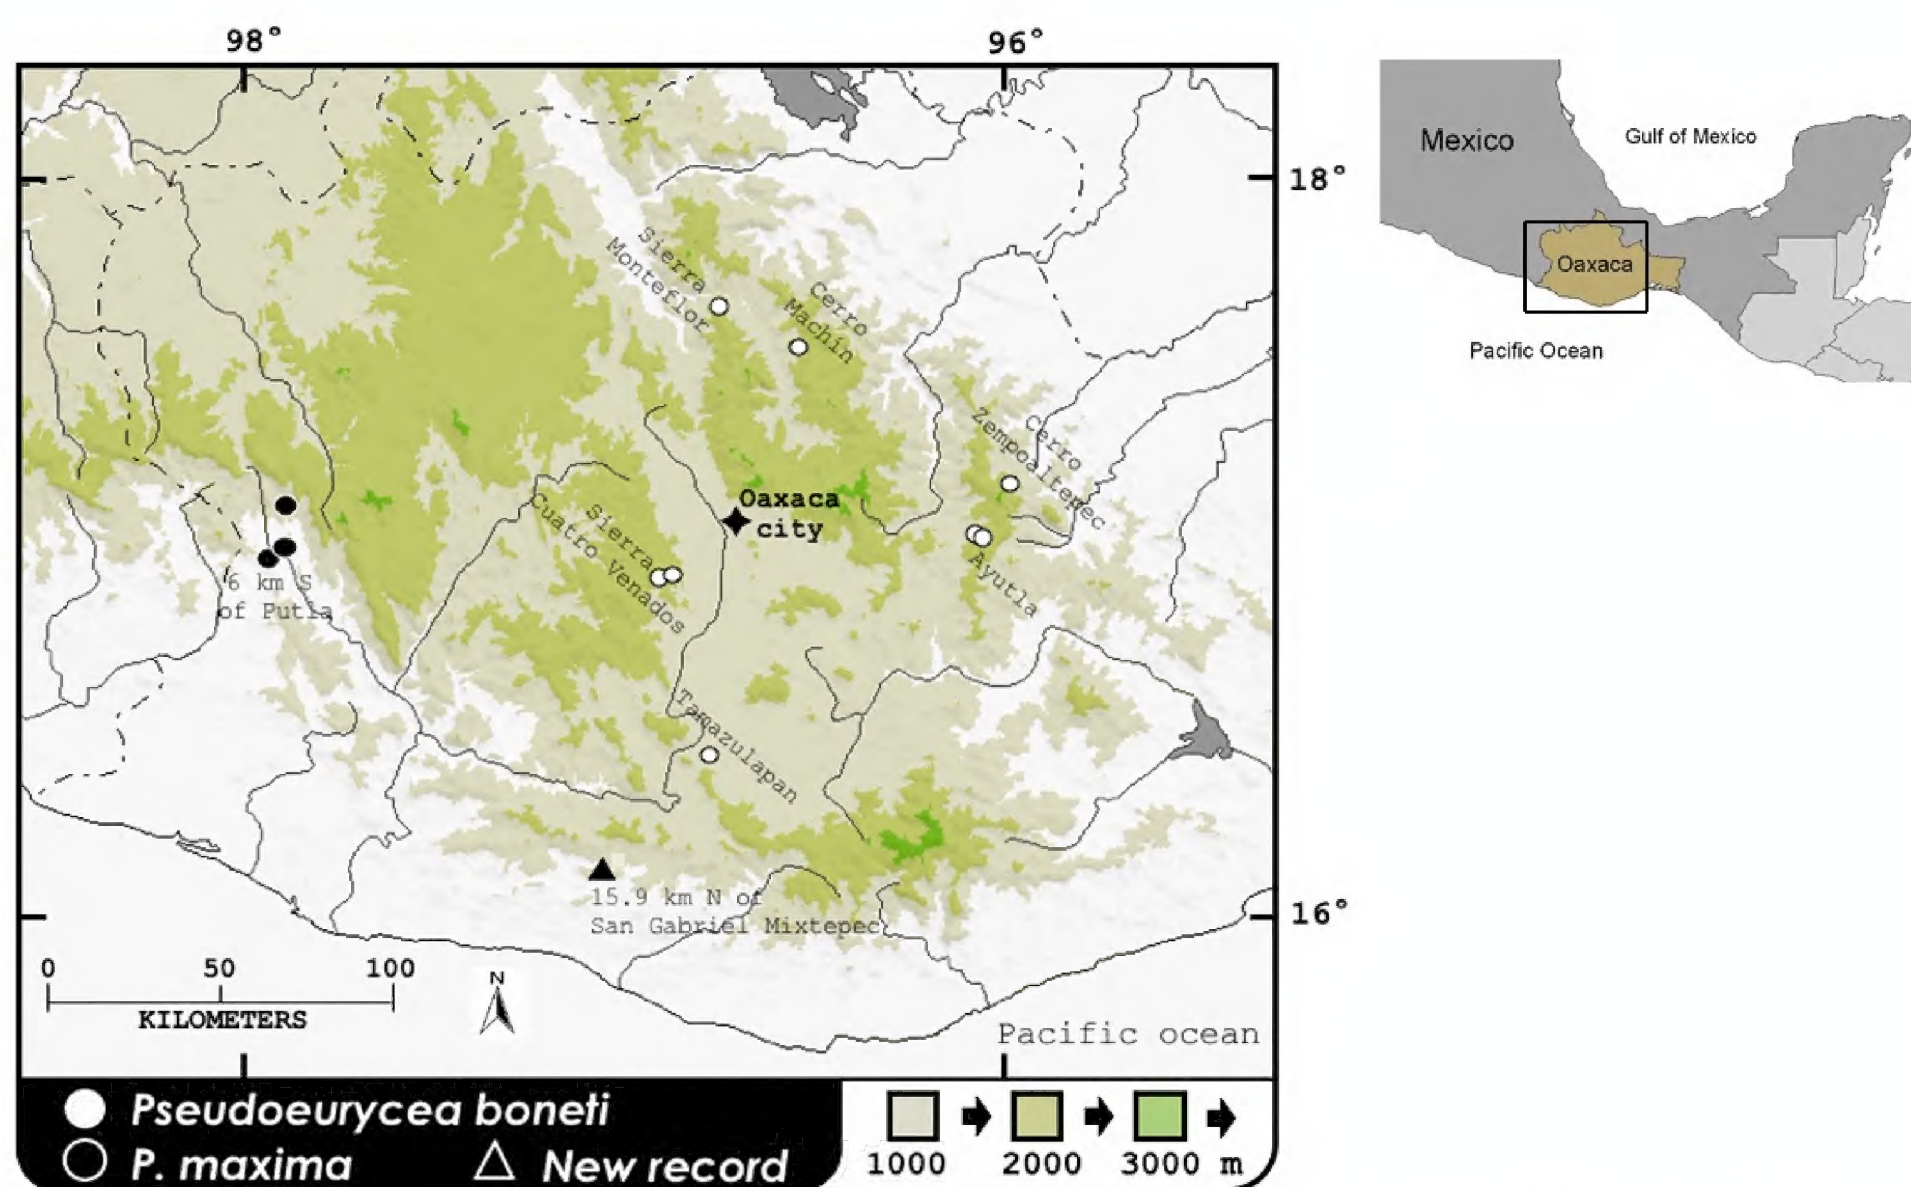 98°
96°
18°
16°
Sierra
Monteflor
Cerro
Machín
Cerro
Zempoaltepec
Oaxaca
city
Sierra
Cuatro Venados
Ayutla
6 km S
of Putla
Tamazulapan
15.9 km N of
San Gabriel Mixtepec
0 50 100
KILOMETERS
N
Pacific ocean
Pseudoeurycea boneti
P. maxima
New record
1000 2000 3000 m
Mexico
Gulf of Mexico
Oaxaca
Pacific Ocean